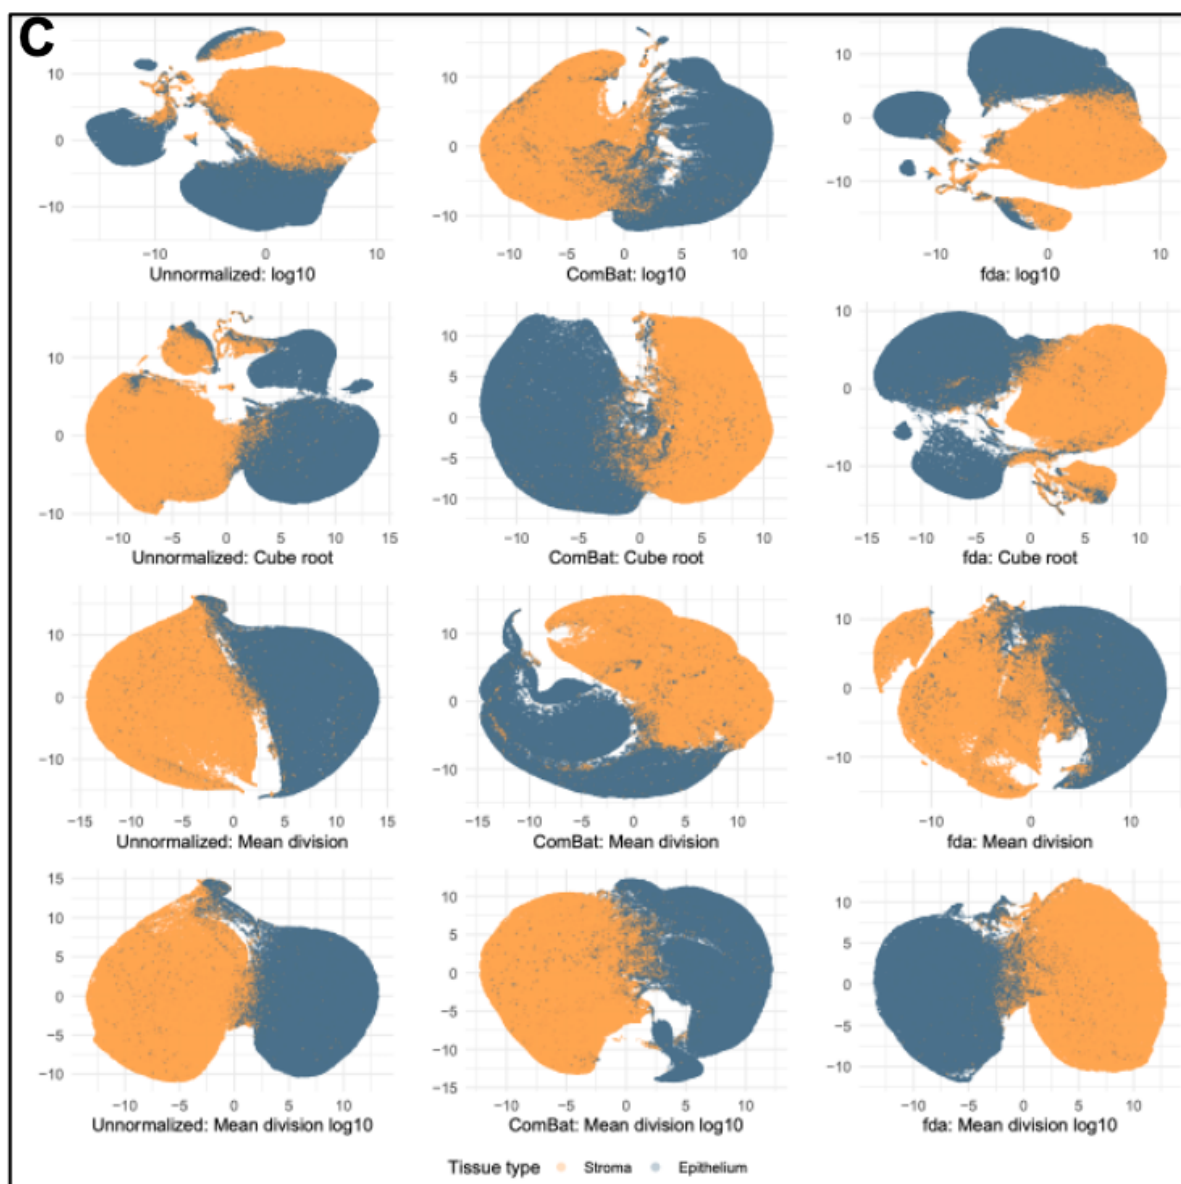 C
10
0
−10
−10 0 10
Unnormalized: log10
10
5
0
−5
−10
−5 0 5 10
ComBat: log10
10
0
−10
−10 0 10
fda: log10
10
5
0
−5
−10
−10 −5 0 5 10 15
Unnormalized: Cube root
10
5
0
−5
−10
−10 −5 0 5 10
ComBat: Cube root
10
0
−10
−15 −10 −5 0 5 10
fda: Cube root
10
0
−10
−15 −10 −5 0 5 10 15
Unnormalized: Mean division
10
0
−10
−15 −10 −5 0 5 10
ComBat: Mean division
10
0
−10
−10 0 10
fda: Mean division
15
10
5
0
−5
−10
−10 −5 0 5 10
Unnormalized: Mean division log10
10
5
0
−5
−10
−15
−10 −5 0 5 10
ComBat: Mean division log10
10
5
0
−5
−10
−10 −5 0 5 10
fda: Mean division log10
Tissue type Stroma Epithelium